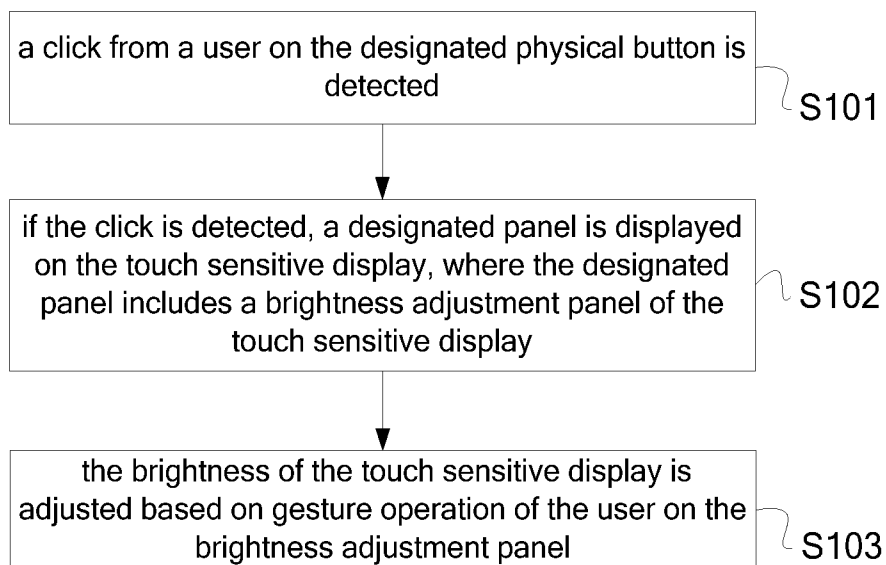 a click from a user on the designated physical button is
detected
S101
if the click is detected, a designated panel is displayed
on the touch sensitive display, where the designated
panel includes a brightness adjustment panel of the
touch sensitive display
S102
the brightness of the touch sensitive display is
adjusted based on gesture operation of the user on the
brightness adjustment panel
S103